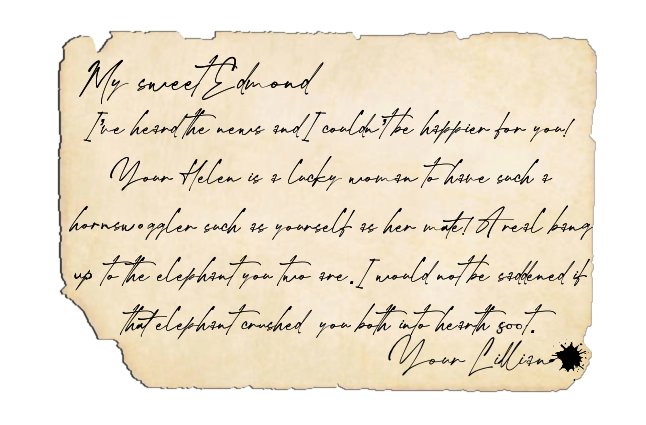 My sweet Edmond
I've heard the news and I couldn't be happier for you!
Your Helen is a lucky woman to have such a
hornswoggler such as yourself as her mate! A real bang
up to the elephant you two are. I would not be saddened if
that elephant crushed you both into hearth soot.
Your Lillian